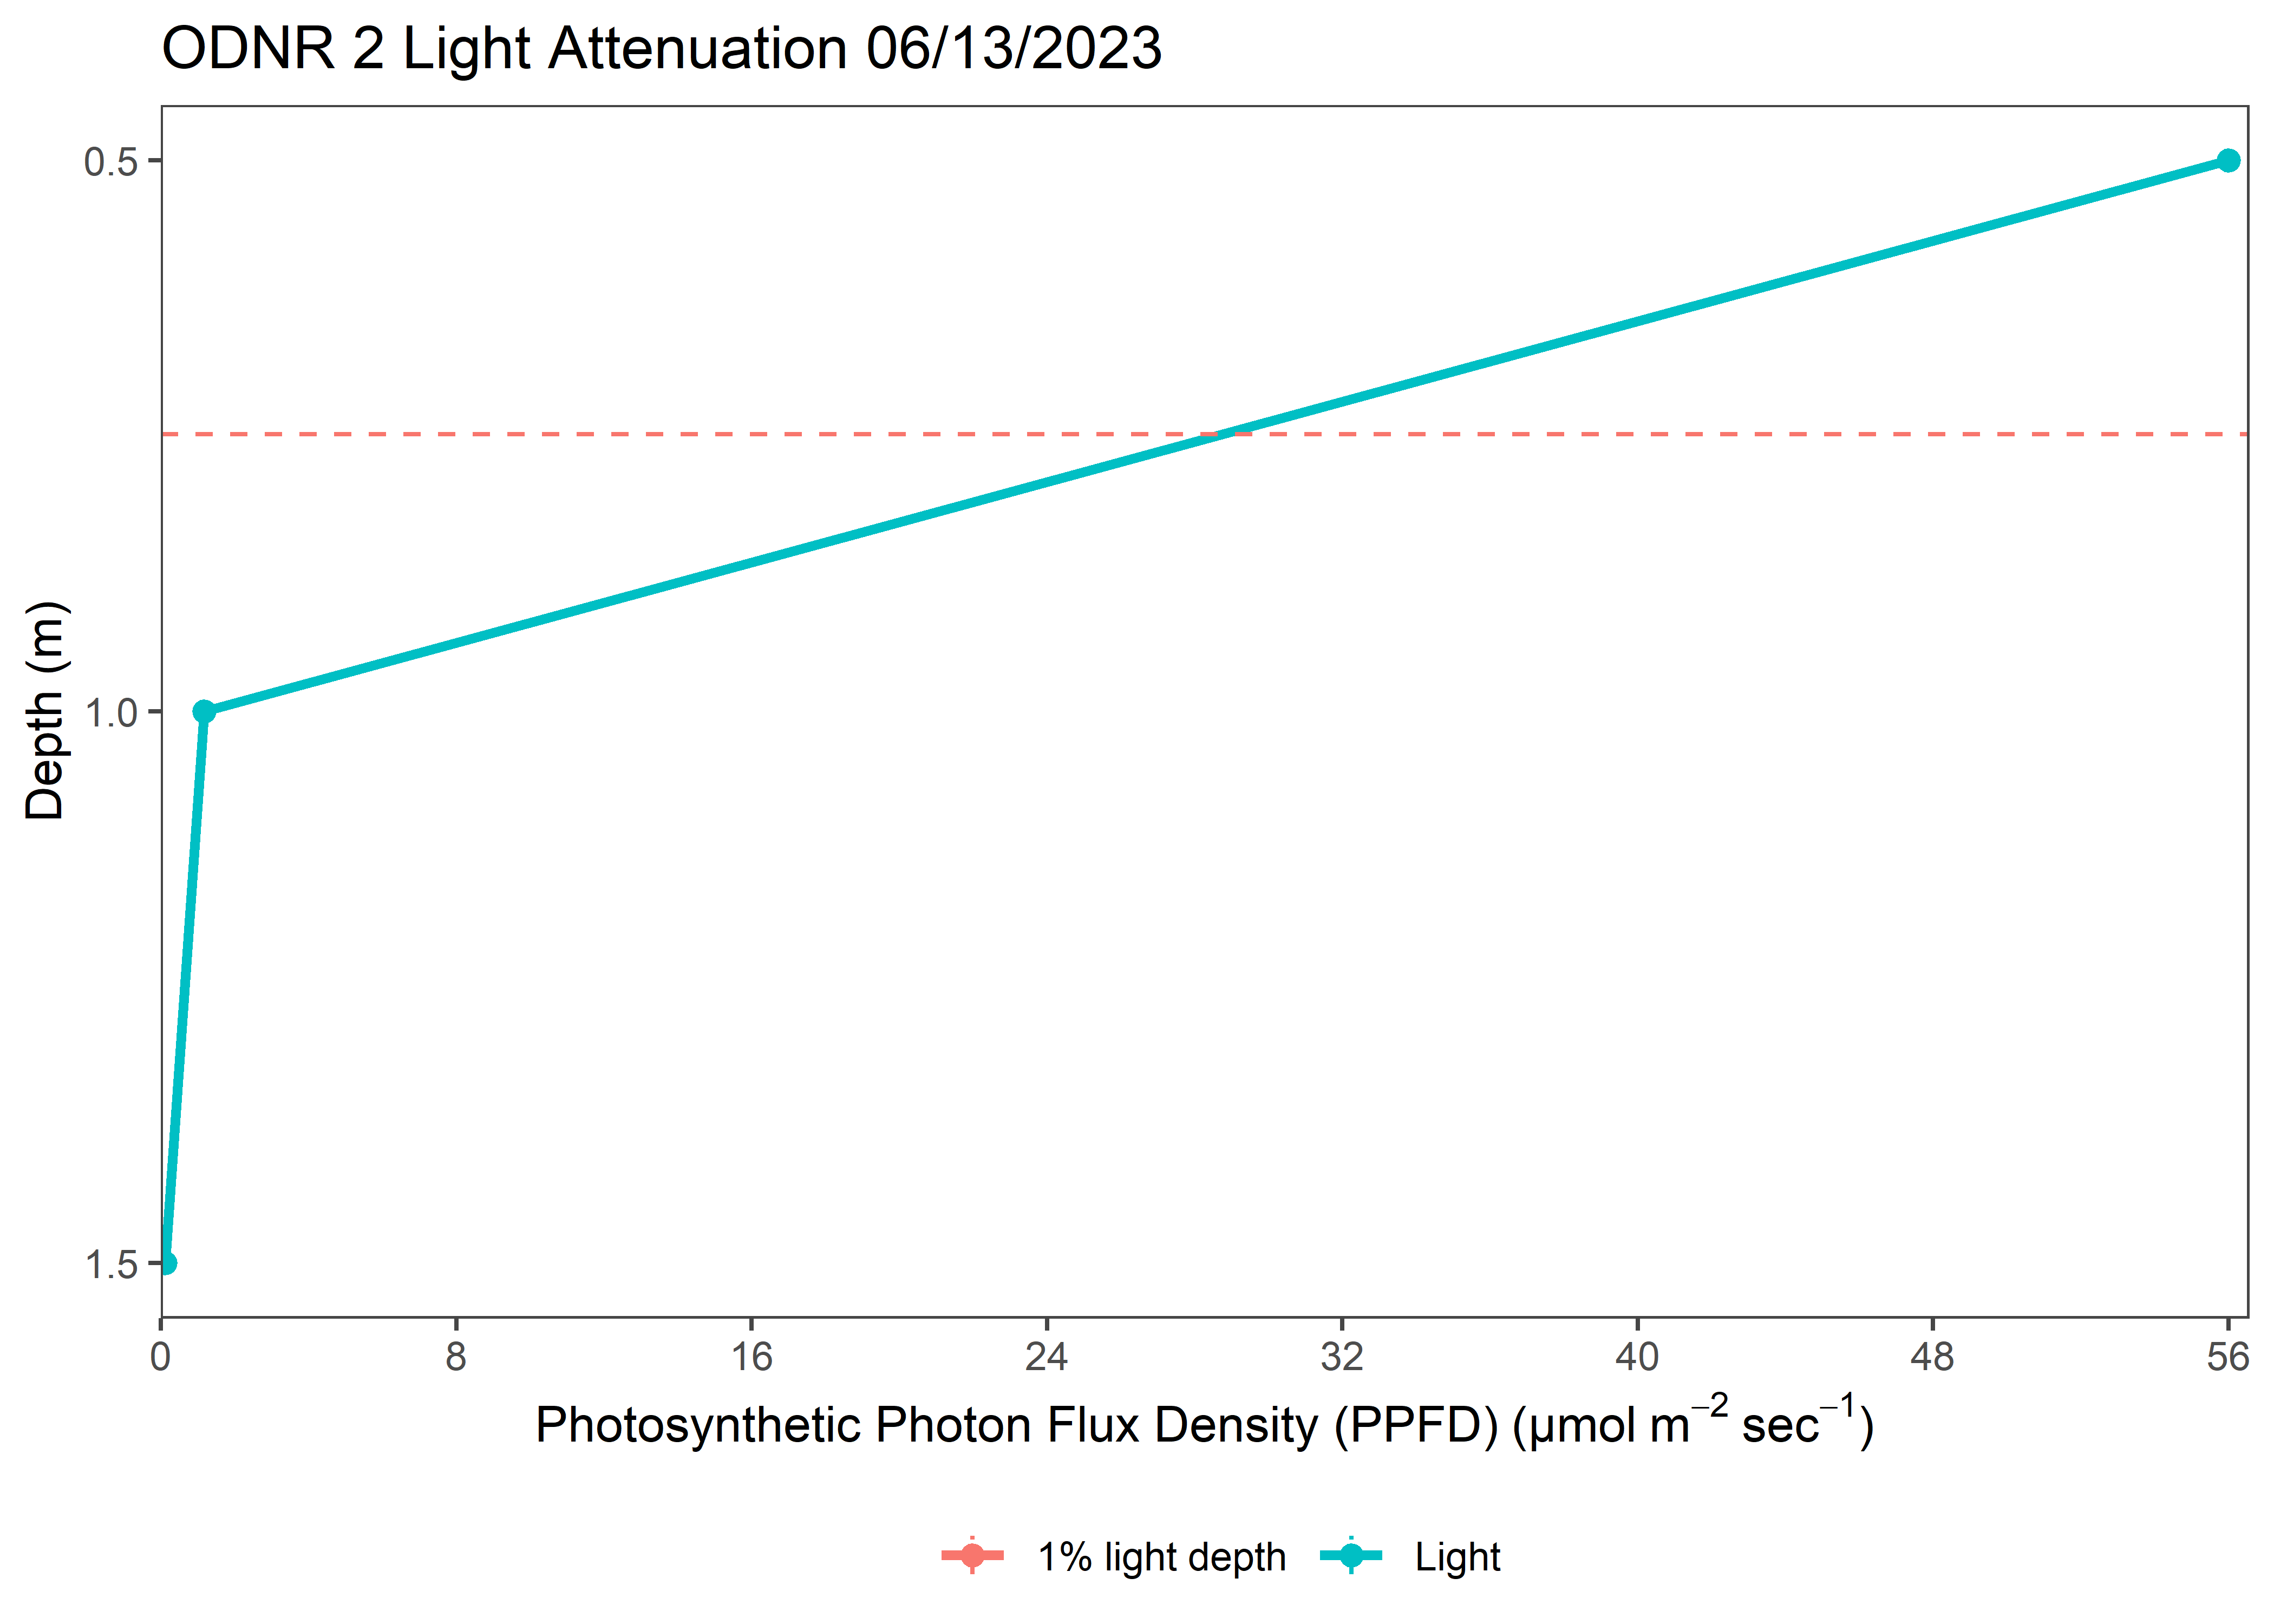 ODNR 2 Light Attenuation 06/13/2023
Depth (m)
0.5
1.0
1.5
0 8 16 24 32 40 48 56
Photosynthetic Photon Flux Density (PPFD) (µmol m⁻² sec⁻¹)
1% light depth Light